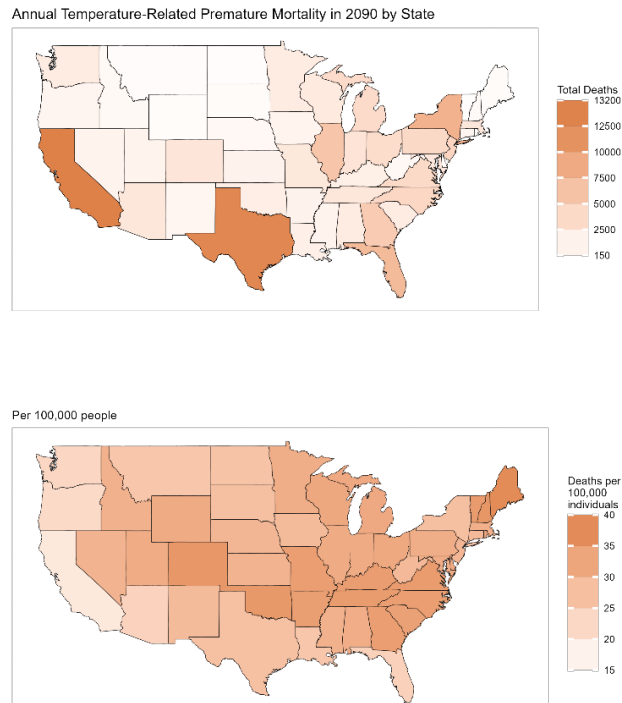 Annual Temperature-Related Premature Mortality in 2090 by State
Total Deaths
13200
12500
10000
7500
5000
2500
150
Per 100,000 people
Deaths per
100,000
individuals
40
35
30
25
20
15